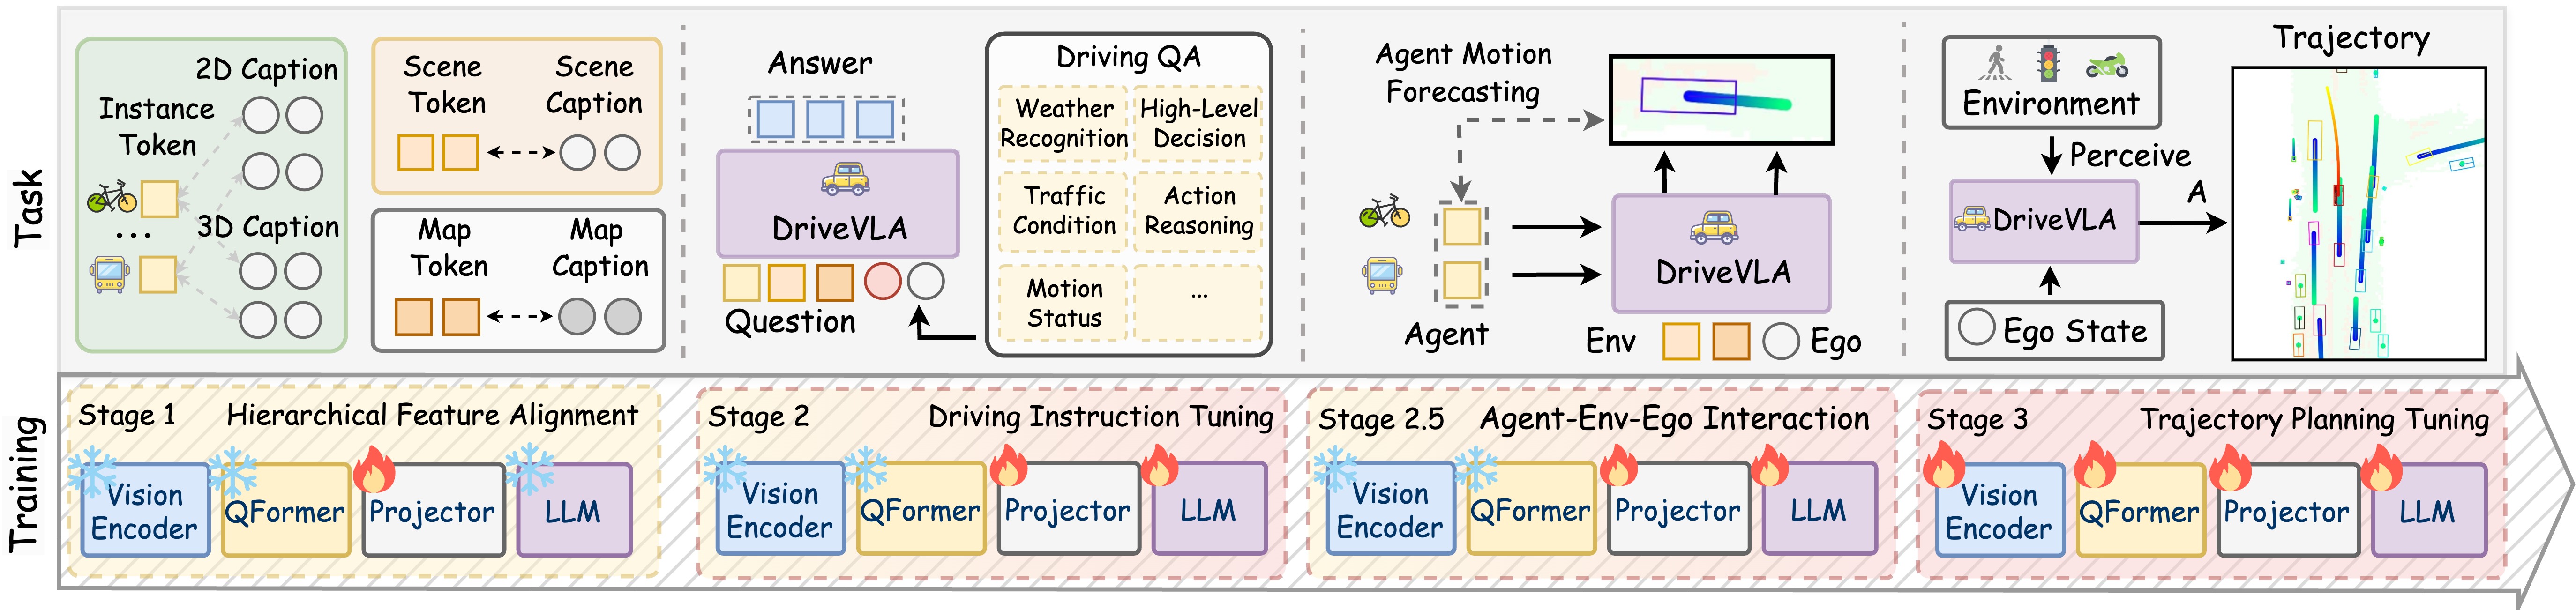 Task
2D Caption
Instance
Token
...
3D Caption
Scene
Token
Scene
Caption
Map
Token
Map
Caption
Answer
DriveVLA
Question
Driving QA
Weather
Recognition
High-Level
Decision
Traffic
Condition
Action
Reasoning
Motion
Status
...
Agent Motion
Forecasting
Agent
DriveVLA
Env
Ego
Environment
Perceive
DriveVLA
A
Ego State
Trajectory
Training
Stage 1 Hierarchical Feature Alignment
Vision
Encoder
QFormer
Projector
LLM
Stage 2 Driving Instruction Tuning
Vision
Encoder
QFormer
Projector
LLM
Stage 2.5 Agent-Env-Ego Interaction
Vision
Encoder
QFormer
Projector
LLM
Stage 3 Trajectory Planning Tuning
Vision
Encoder
QFormer
Projector
LLM